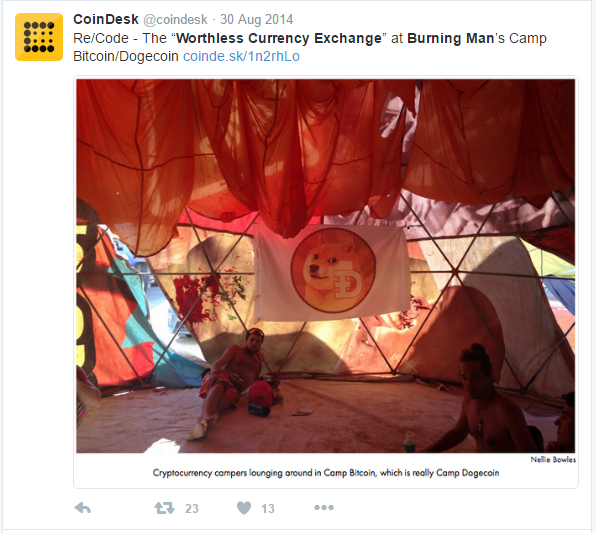 CoinDesk @coindesk · 30 Aug 2014
Re/Code - The “Worthless Currency Exchange” at Burning Man’s Camp
Bitcoin/Dogecoin coinde.sk/1n2rhLo
Ð
Nellie Bowles
Cryptocurrency campers lounging around in Camp Bitcoin, which is really Camp Dogecoin
23
13